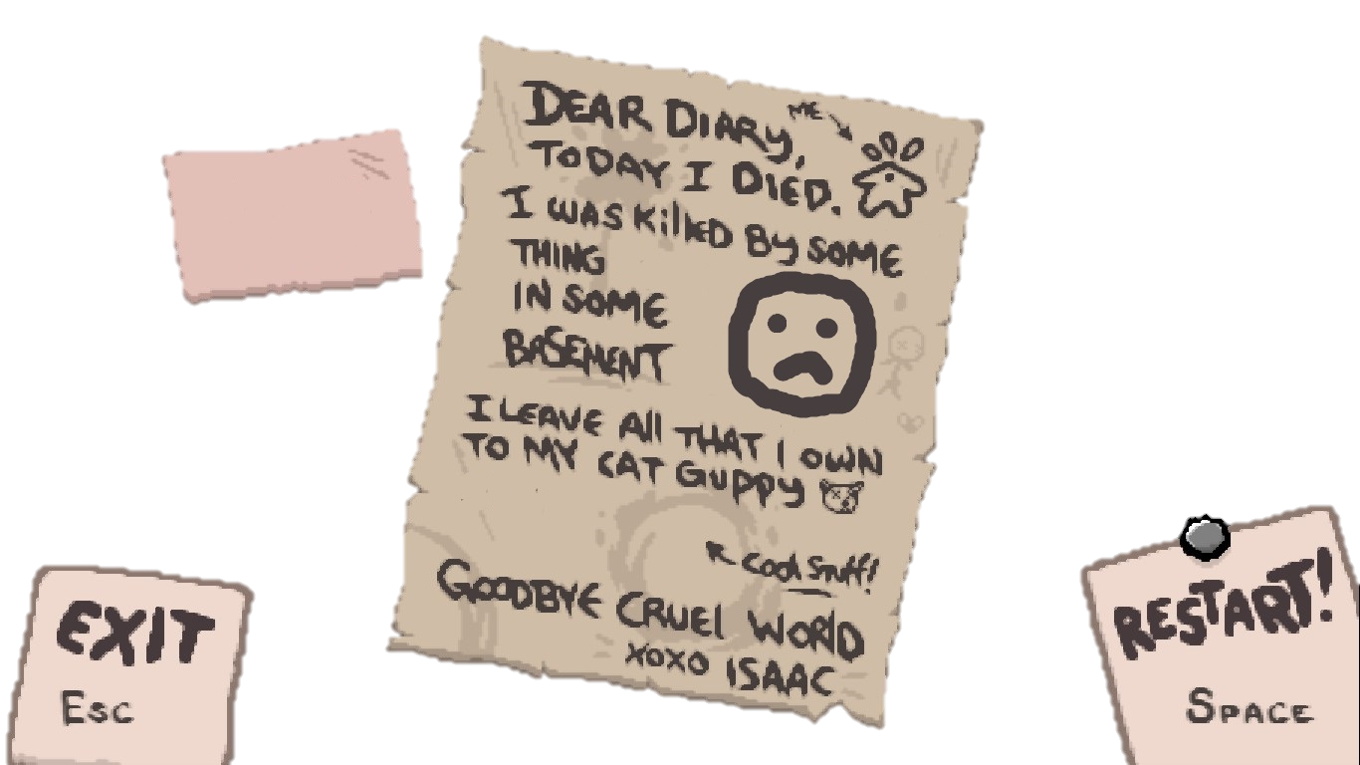 DEAR DIARY,
ME
TODAY I DIED.
I WAS KillED BY SOME
THING
IN SOME
BASEMENT
I LEAVE All THAT I OWN
TO MY CAT GUPPY
Cool Stuff!
GOODBYE CRUEl WORlD
XOXO ISAAC
EXIT
ESC
RESTART!
SPACE